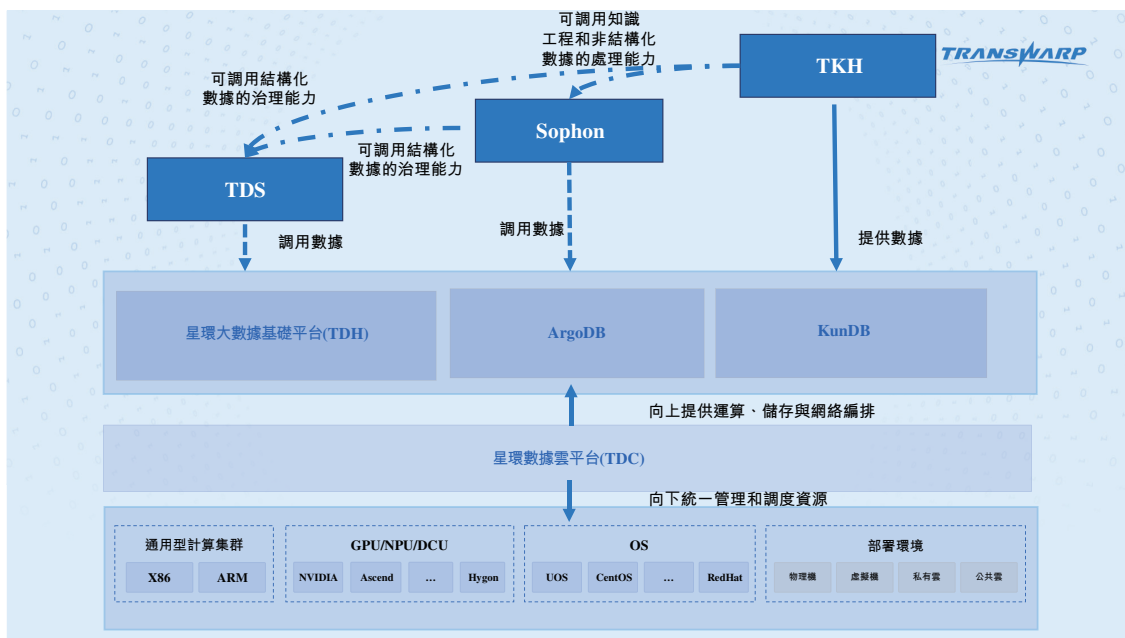 可調用知識
工程和非結構化
數據的處理能力
TKH
TRANSWARP
可調用結構化
數據的治理能力
Sophon
可調用結構化
數據的治理能力
TDS
調用數據
調用數據
提供數據
星環大數據基礎平台(TDH)
ArgoDB
KunDB
向上提供運算、儲存與網絡編排
星環數據雲平台(TDC)
向下統一管理和調度資源
通用型計算集群
GPU/NPU/DCU
OS
部署環境
X86
ARM
NVIDIA
Ascend
...
Hygon
UOS
CentOS
...
RedHat
物理機
虛擬機
私有雲
公共雲